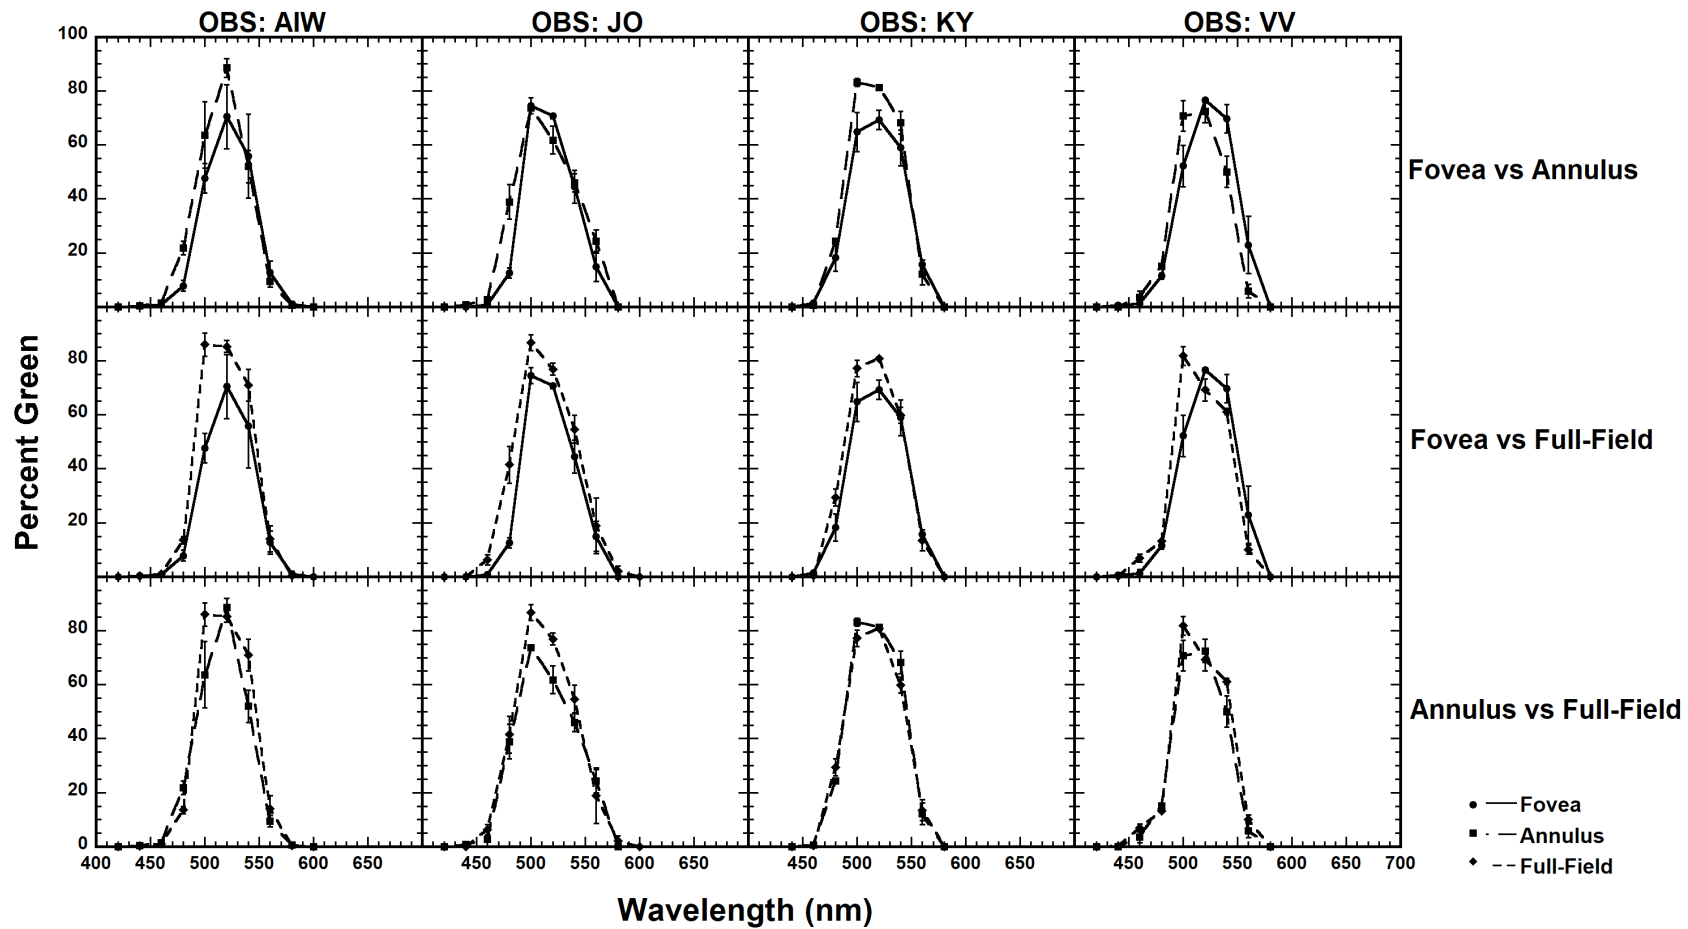 OBS: AIW OBS: JO OBS: KY OBS: VV
100
80
60
40
20
Fovea vs Annulus
80
60
40
20
Fovea vs Full-Field
Percent Green
80
60
40
20
0
Annulus vs Full-Field
Fovea
Annulus
Full-Field
400 450 500 550 600 650 450 500 550 600 650 450 500 550 600 650 450 500 550 600 650 700
Wavelength (nm)